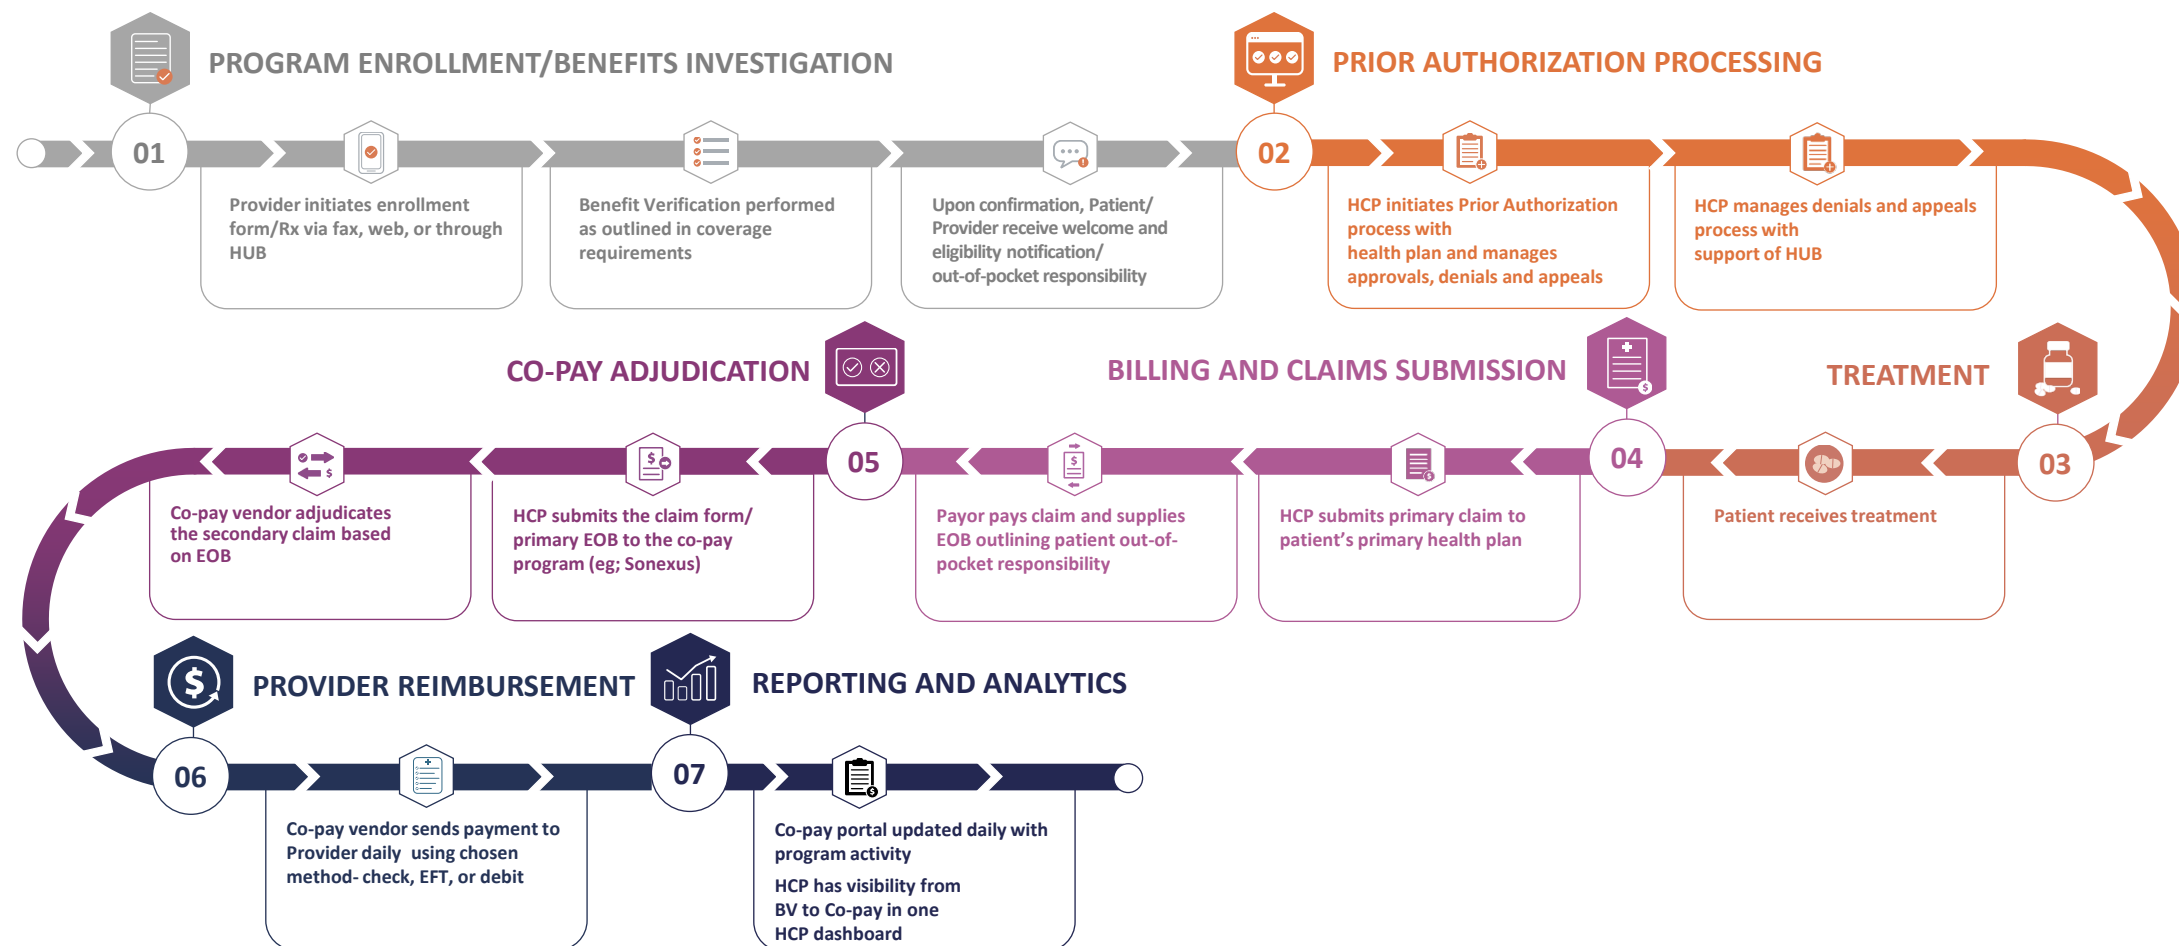 PROGRAM ENROLLMENT/BENEFITS INVESTIGATION
01
Provider initiates enrollment
form/Rx via fax, web, or through
HUB
Benefit Verification performed
as outlined in coverage
requirements
Upon confirmation, Patient/
Provider receive welcome and
eligibility notification/
out-of-pocket responsibility
PRIOR AUTHORIZATION PROCESSING
02
HCP initiates Prior Authorization
process with
health plan and manages
approvals, denials and appeals
HCP manages denials and appeals
process with
support of HUB
TREATMENT
03
Patient receives treatment
BILLING AND CLAIMS SUBMISSION
04
HCP submits primary claim to
patient’s primary health plan
Payor pays claim and supplies
EOB outlining patient out-of-
pocket responsibility
CO-PAY ADJUDICATION
05
HCP submits the claim form/
primary EOB to the co-pay
program (eg; Sonexus)
Co-pay vendor adjudicates
the secondary claim based
on EOB
PROVIDER REIMBURSEMENT
06
Co-pay vendor sends payment to
Provider daily  using chosen
method- check, EFT, or debit
REPORTING AND ANALYTICS
07
Co-pay portal updated daily with
program activity
HCP has visibility from
BV to Co-pay in one
HCP dashboard